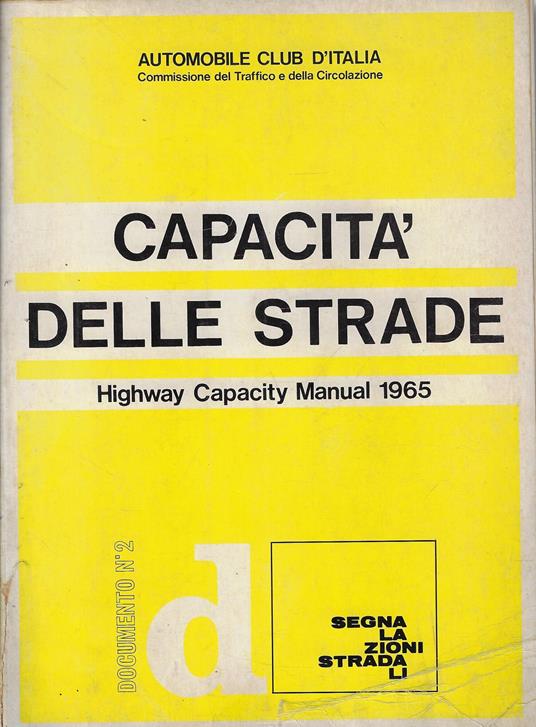 AUTOMOBILE CLUB D'ITALIA
Commissione del Traffico e della Circolazione
CAPACITA'
DELLE STRADE
Highway Capacity Manual 1965
DOCUMENTO N° 2
d
SEGNA
LA
ZIONI
STRADA
LI